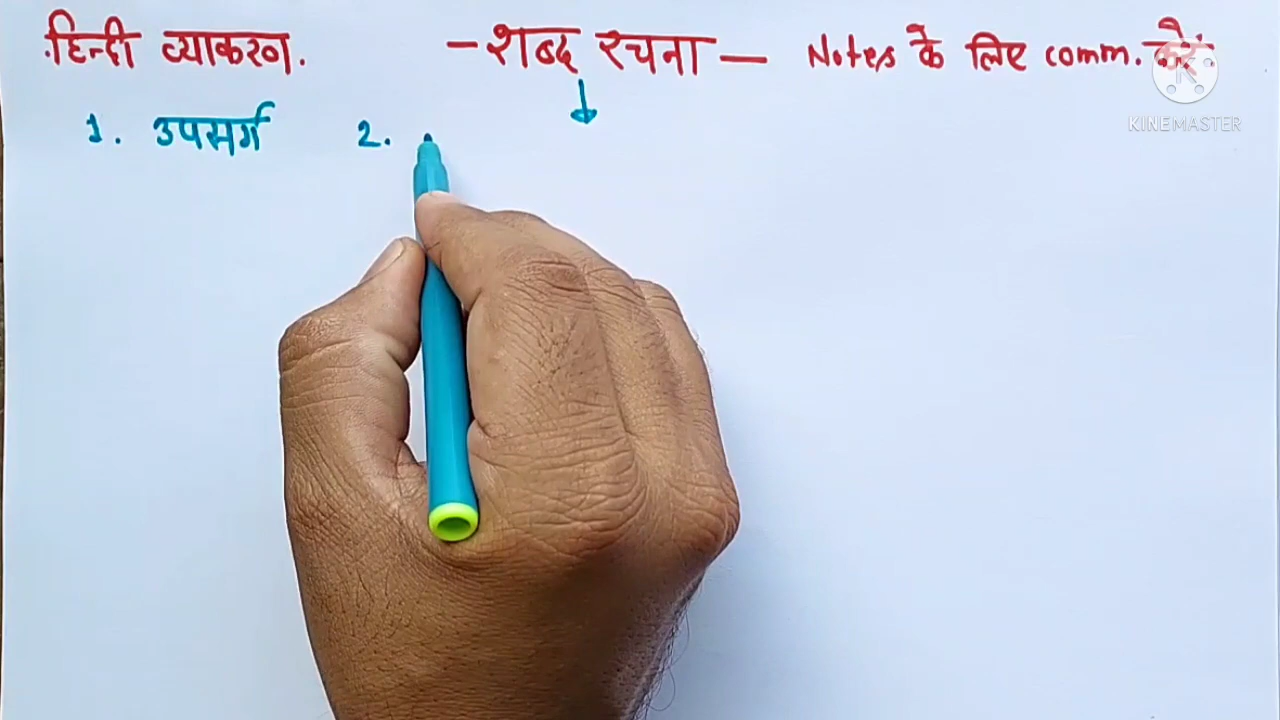 हिन्दी व्याकरण. - शब्द रचना - Notes के लिए comm. करें.
KINEMASTER
1. उपसर्ग 2.